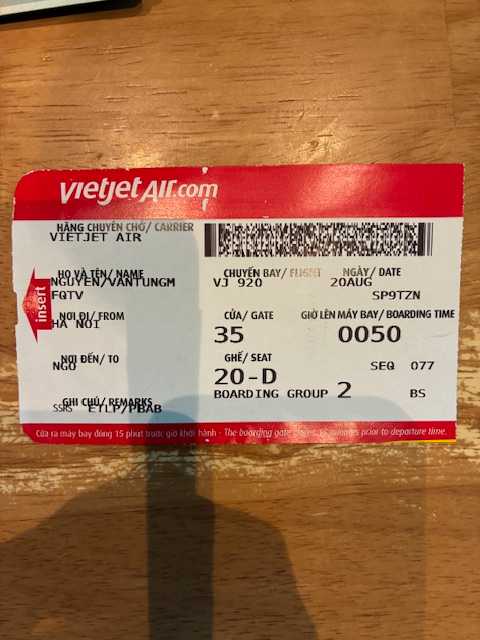 vietjetAir.com
HÃNG CHUYÊN CHỞ/ CARRIER
VIETJET AIR
HỌ VÀ TÊN/ NAME
NGUYEN/VANTUNGM
FQTV
CHUYẾN BAY/ FLIGHT NGÀY/ DATE
VJ 920 20AUG
SP9TZN
insert
NƠI ĐI/ FROM
HA NOI
CỬA/ GATE GIỜ LÊN MÁY BAY/ BOARDING TIME
35 0050
NƠI ĐẾN/ TO
NGO
GHẾ/ SEAT
20-D
SEQ 077
BOARDING GROUP 2 BS
GHI CHÚ/ REMARKS
SSRS ETLP/PBAB
Cửa ra máy bay đóng 15 phút trước giờ khởi hành - The boarding gate closes 15 minutes prior to departure time.